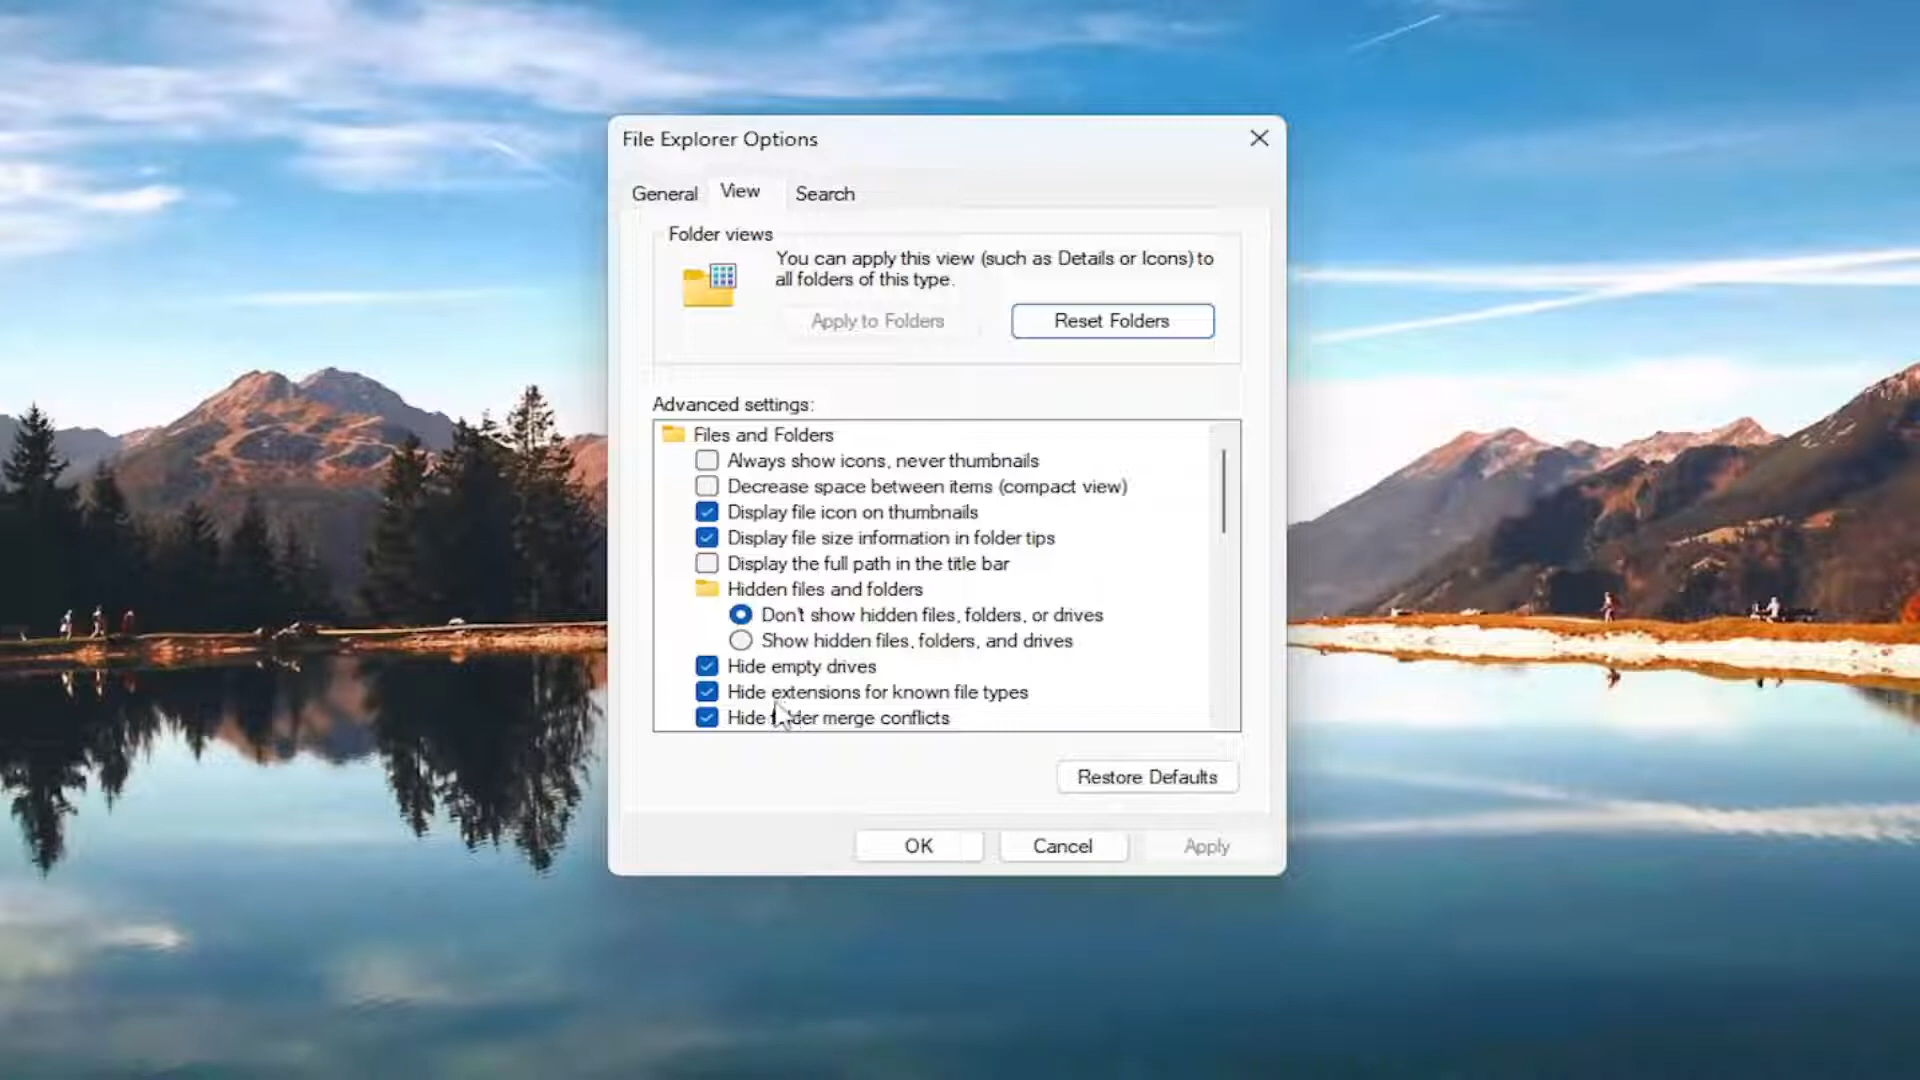 File Explorer Options
General View Search
Folder views
You can apply this view (such as Details or Icons) to
all folders of this type.
Apply to Folders
Reset Folders
Advanced settings:
Files and Folders
Always show icons, never thumbnails
Decrease space between items (compact view)
Display file icon on thumbnails
Display file size information in folder tips
Display the full path in the title bar
Hidden files and folders
Don't show hidden files, folders, or drives
Show hidden files, folders, and drives
Hide empty drives
Hide extensions for known file types
Hide folder merge conflicts
Restore Defaults
OK
Cancel
Apply